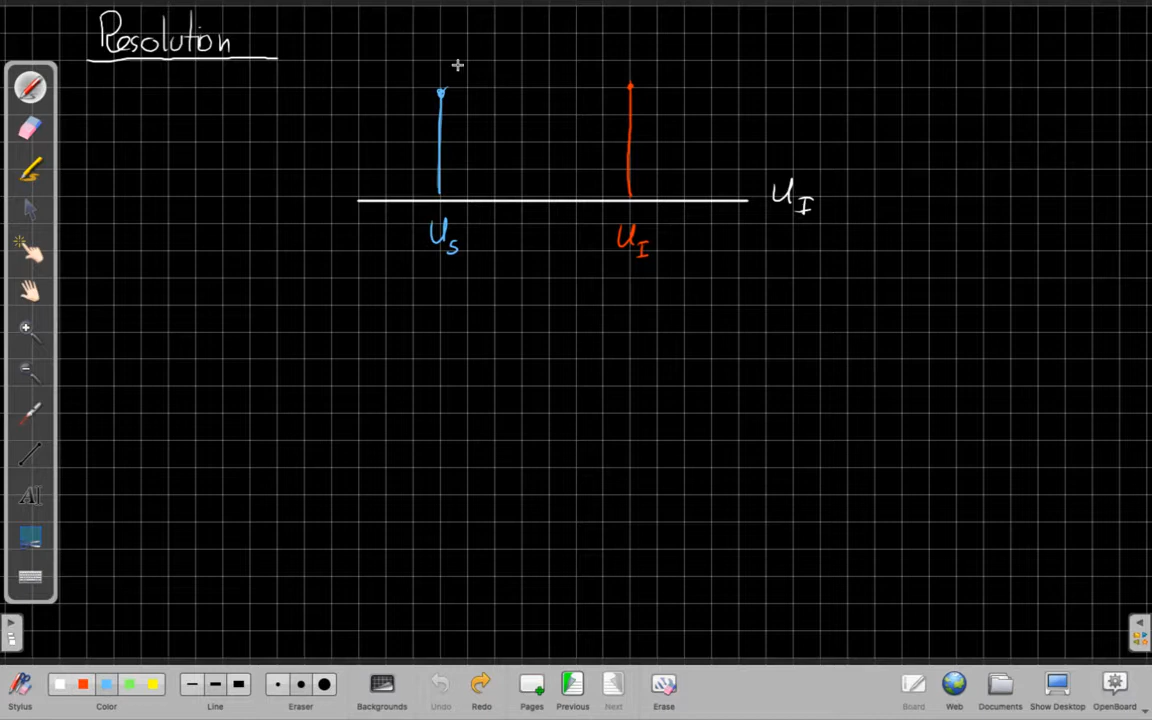 Resolution
u_I
u_S
u_I
AI
Stylus
Color
Line
Eraser
Backgrounds
Undo
Redo
Pages
Previous
Next
Erase
Board
Web
Documents
Show Desktop
OpenBoard